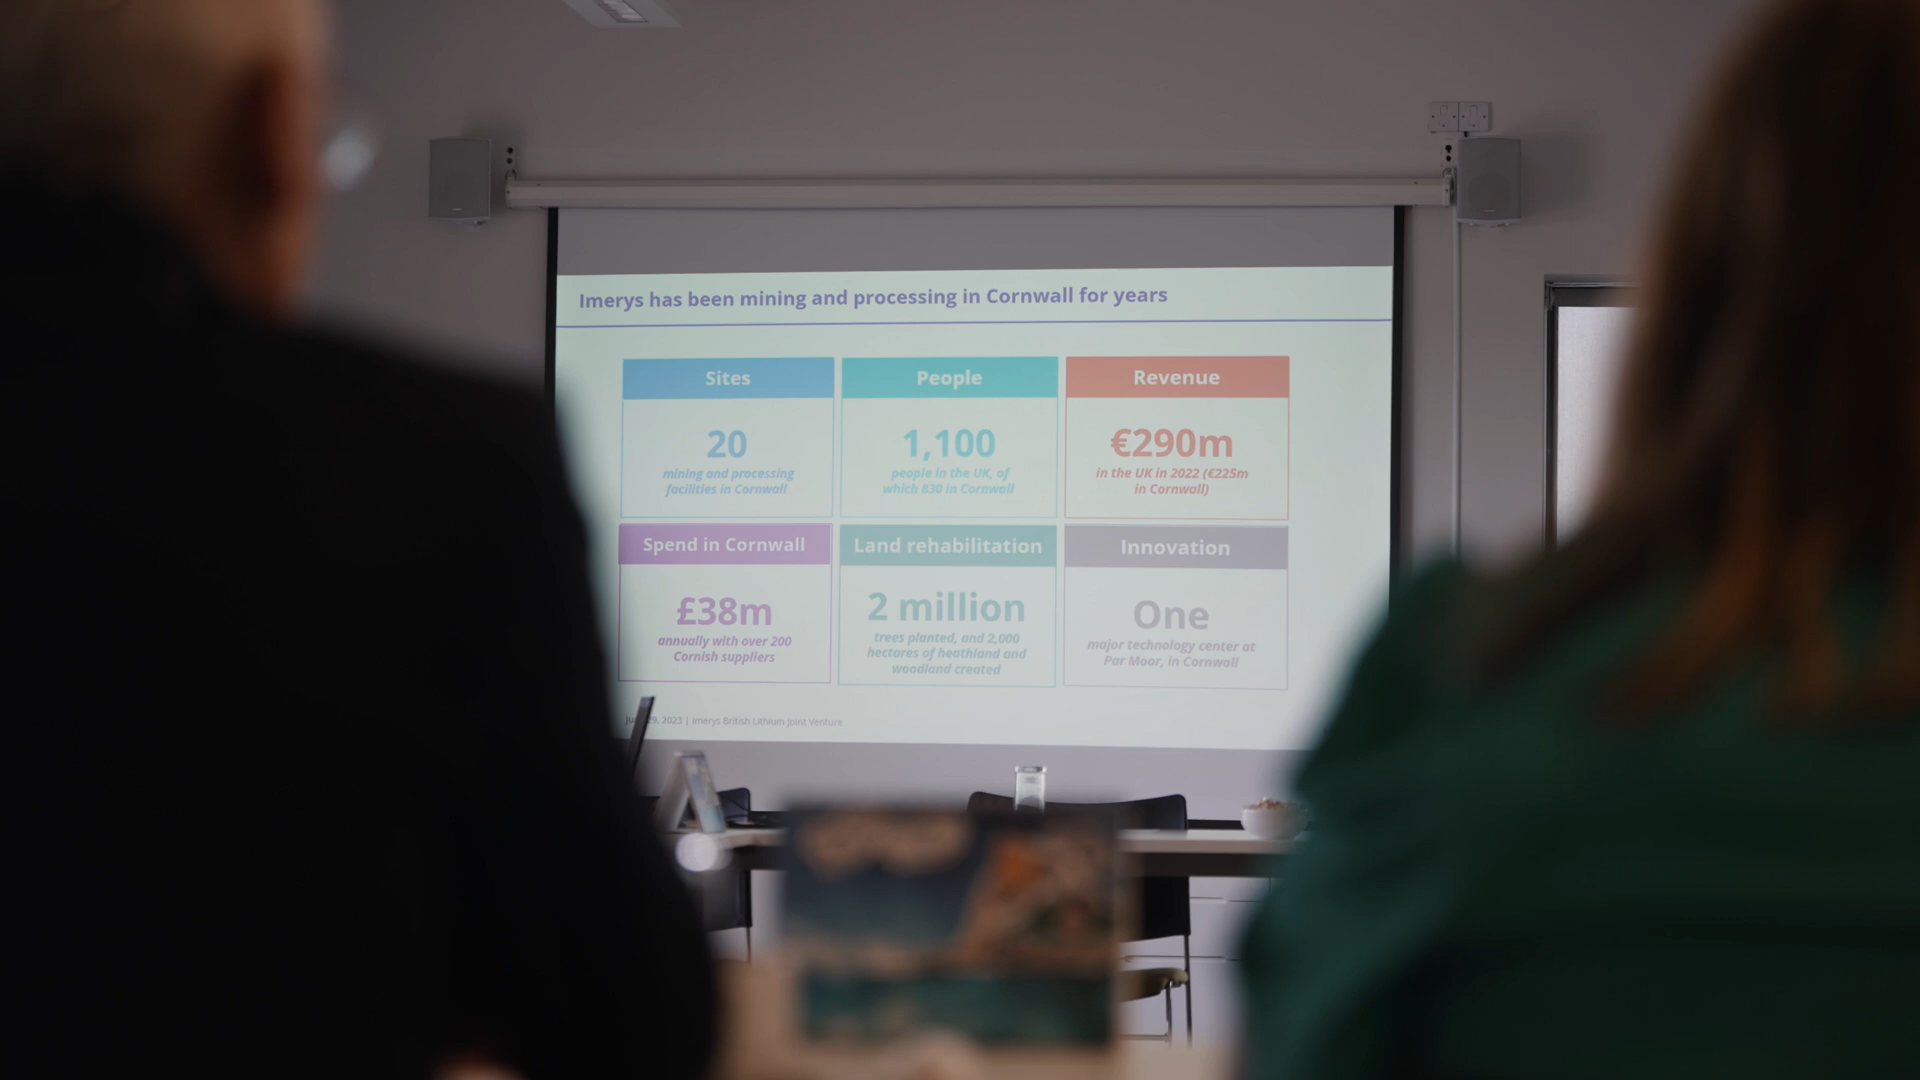 Imerys has been mining and processing in Cornwall for years
Sites
20
mining and processing
facilities in Cornwall
People
1,100
people in the UK, of
which 830 in Cornwall
Revenue
€290m
in the UK in 2022 (€225m
in Cornwall)
Spend in Cornwall
£38m
annually with over 200
Cornish suppliers
Land rehabilitation
2 million
trees planted, and 2,000
hectares of heathland and
woodland created
Innovation
One
major technology center at
Par Moor, in Cornwall
29, 2023 | Imerys British Lithium Joint Venture